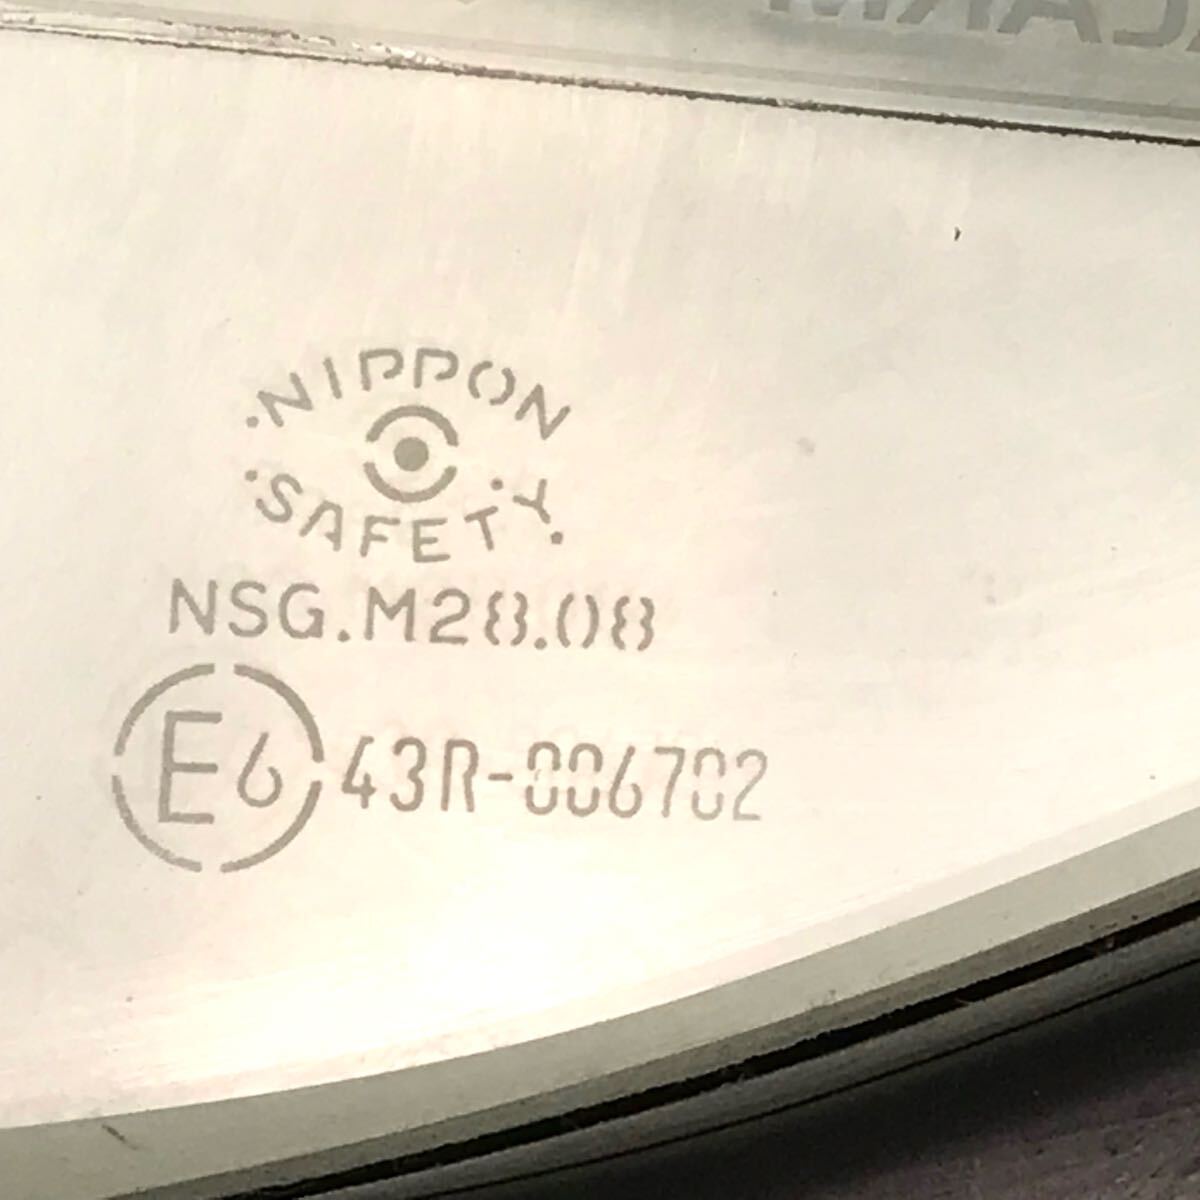 NIPPON
SAFETY
NSG.M28.08
E6 43R-006702